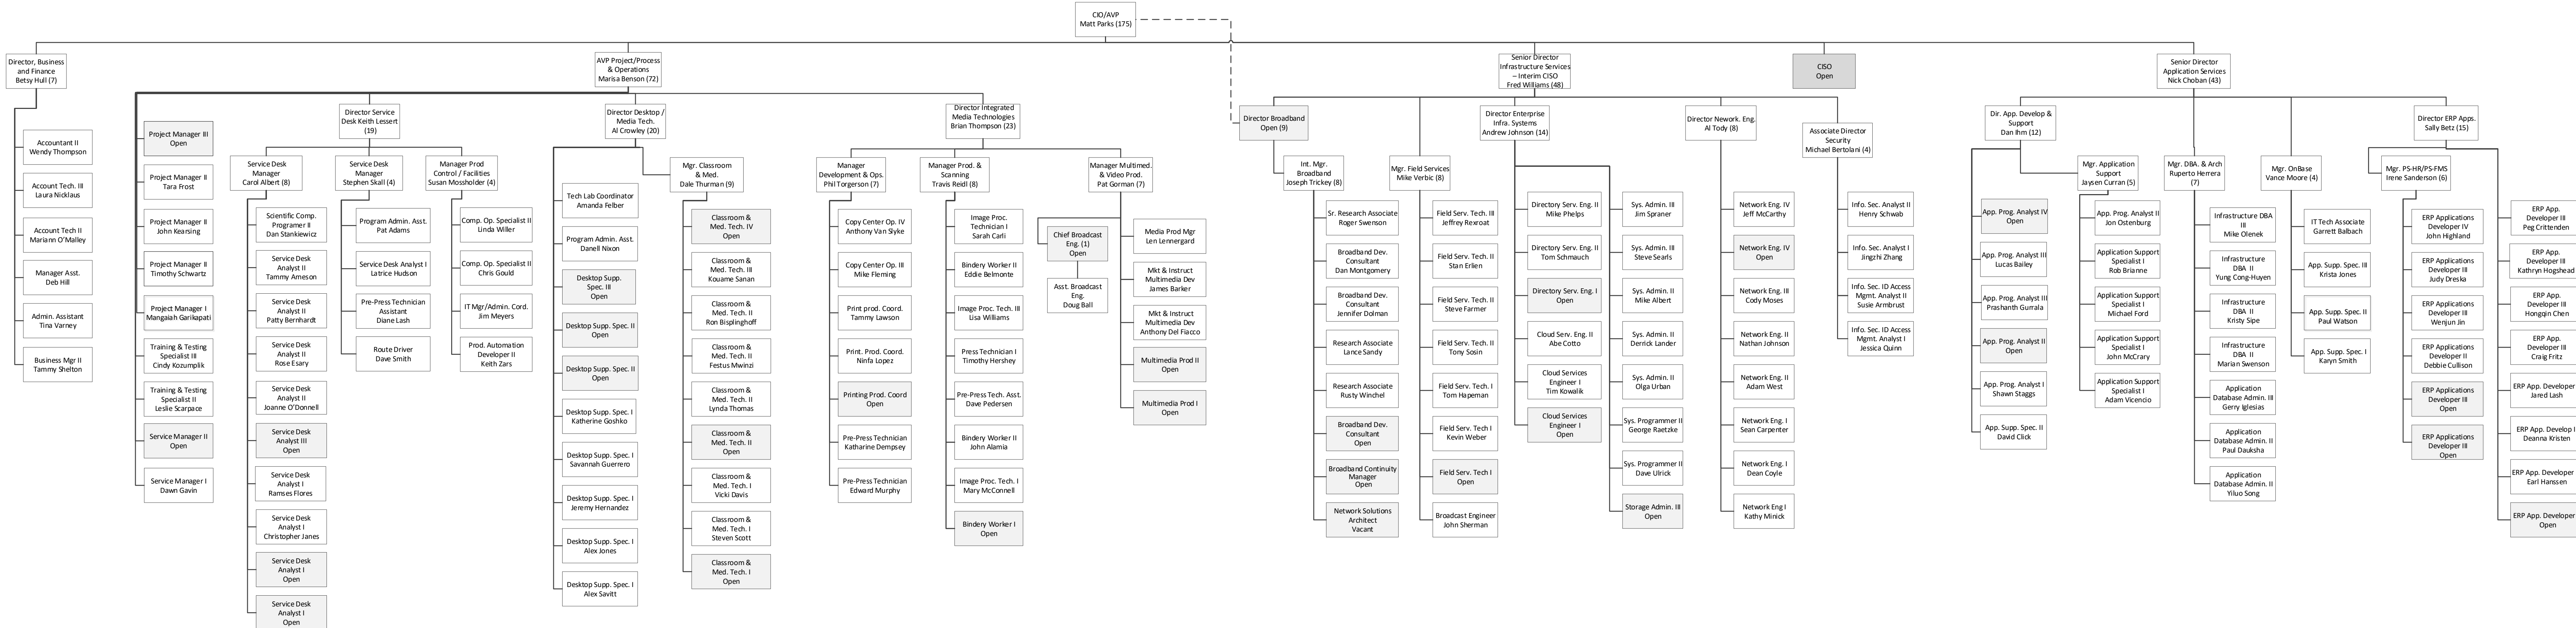 CIO/AVP
Matt Parks (175)
Director, Business
and Finance
Betsy Hull (7)
Accountant II
Wendy Thompson
Account Tech. III
Laura Nicklaus
Account Tech II
Mariann O’Malley
Manager Asst.
Deb Hill
Admin. Assistant
Tina Varney
Business Mgr II
Tammy Shelton
AVP Project/Process
& Operations
Marisa Benson (72)
Project Manager III
Open
Project Manager II
Tara Frost
Project Manager II
John Kearsing
Project Manager II
Timothy Schwartz
Project Manager I
Mangaiah Garikapati
Training & Testing
Specialist III
Cindy Kozumplik
Training & Testing
Specialist II
Leslie Scarpace
Service Manager II
Open
Service Manager I
Dawn Gavin
Director Service
Desk Keith Lessert
(19)
Service Desk
Manager
Carol Albert (8)
Scientific Comp.
Programer II
Dan Stankiewicz
Service Desk
Analyst II
Tammy Ameson
Service Desk
Analyst II
Patty Bernhardt
Service Desk
Analyst II
Rose Esary
Service Desk
Analyst II
Joanne O’Donnell
Service Desk
Analyst III
Open
Service Desk
Analyst I
Ramses Flores
Service Desk
Analyst I
Christopher Janes
Service Desk
Analyst I
Open
Service Desk
Analyst I
Open
Service Desk
Manager
Stephen Skall (4)
Program Admin. Asst.
Pat Adams
Service Desk Analyst I
Latrice Hudson
Pre-Press Technician
Assistant
Diane Lash
Route Driver
Dave Smith
Manager Prod
Control / Facilities
Susan Mossholder (4)
Comp. Op. Specialist II
Linda Willer
Comp. Op. Specialist II
Chris Gould
IT Mgr/Admin. Cord.
Jim Meyers
Prod. Automation
Developer II
Keith Zars
Director Desktop /
Media Tech.
Al Crowley (20)
Tech Lab Coordinator
Amanda Felber
Program Admin. Asst.
Danell Nixon
Desktop Supp.
Spec. III
Open
Desktop Supp. Spec. II
Open
Desktop Supp. Spec. II
Open
Desktop Supp. Spec. I
Katherine Goshko
Desktop Supp. Spec. I
Savannah Guerrero
Desktop Supp. Spec. I
Jeremy Hernandez
Desktop Supp. Spec. I
Alex Jones
Desktop Supp. Spec. I
Alex Savitt
Mgr. Classroom
& Med.
Dale Thurman (9)
Classroom &
Med. Tech. IV
Open
Classroom &
Med. Tech. III
Kouame Sanan
Classroom &
Med. Tech. II
Ron Bisplinghoff
Classroom &
Med. Tech. II
Festus Mwinzi
Classroom &
Med. Tech. II
Lynda Thomas
Classroom &
Med. Tech. II
Open
Classroom &
Med. Tech. I
Vicki Davis
Classroom &
Med. Tech. I
Steven Scott
Classroom &
Med. Tech. I
Open
Director Integrated
Media Technologies
Brian Thompson (23)
Manager
Development & Ops.
Phil Torgerson (7)
Copy Center Op. IV
Anthony Van Slyke
Copy Center Op. III
Mike Fleming
Print prod. Coord.
Tammy Lawson
Print. Prod. Coord.
Ninfa Lopez
Printing Prod. Coord
Open
Pre-Press Technician
Katharine Dempsey
Pre-Press Technician
Edward Murphy
Manager Prod. &
Scanning
Travis Reidl (8)
Image Proc.
Technician I
Sarah Carli
Bindery Worker II
Eddie Belmonte
Image Proc. Tech. III
Lisa Williams
Press Technician I
Timothy Hershey
Pre-Press Tech. Asst.
Dave Pedersen
Bindery Worker II
John Alamia
Image Proc. Tech. I
Mary McConnell
Bindery Worker I
Open
Manager Multimed.
& Video Prod.
Pat Gorman (7)
Chief Broadcast
Eng. (1)
Open
Asst. Broadcast
Eng.
Doug Ball
Media Prod Mgr
Len Lennergard
Mkt & Instruct
Multimedia Dev
James Barker
Mkt & Instruct
Multimedia Dev
Anthony Del Fiacco
Multimedia Prod II
Open
Multimedia Prod I
Open
Senior Director
Infrastructure Services
– Interim CISO
Fred Williams (48)
Director Broadband
Open (9)
Int. Mgr.
Broadband
Joseph Trickey (8)
Sr. Research Associate
Roger Swenson
Broadband Dev.
Consultant
Dan Montgomery
Broadband Dev.
Consultant
Jennifer Dolman
Research Associate
Lance Sandy
Research Associate
Rusty Winchel
Broadband Dev.
Consultant
Open
Broadband Continuity
Manager
Open
Network Solutions
Architect
Vacant
Mgr. Field Services
Mike Verbic (8)
Field Serv. Tech. III
Jeffrey Rexroat
Field Serv. Tech. II
Stan Erlien
Field Serv. Tech. II
Steve Farmer
Field Serv. Tech. II
Tony Sosin
Field Serv. Tech. I
Tom Hapeman
Field Serv. Tech I
Kevin Weber
Field Serv. Tech I
Open
Broadcast Engineer
John Sherman
Director Enterprise
Infra. Systems
Andrew Johnson (14)
Directory Serv. Eng. II
Mike Phelps
Directory Serv. Eng. II
Tom Schmauch
Directory Serv. Eng. I
Open
Cloud Serv. Eng. II
Abe Cotto
Cloud Services
Engineer I
Tim Kowalik
Cloud Services
Engineer I
Open
Sys. Admin. III
Jim Spraner
Sys. Admin. III
Steve Searls
Sys. Admin. II
Mike Albert
Sys. Admin. II
Derrick Lander
Sys. Admin. II
Olga Urban
Sys. Programmer II
George Raetzke
Sys. Programmer II
Dave Ulrick
Storage Admin. III
Open
Director Nework. Eng.
Al Tody (8)
Network Eng. IV
Jeff McCarthy
Network Eng. IV
Open
Network Eng. III
Cody Moses
Network Eng. II
Nathan Johnson
Network Eng. II
Adam West
Network Eng. I
Sean Carpenter
Network Eng. I
Dean Coyle
Network Eng I
Kathy Minick
Associate Director
Security
Michael Bertolani (4)
Info. Sec. Analyst II
Henry Schwab
Info. Sec. Analyst I
Jingzhi Zhang
Info. Sec. ID Access
Mgmt. Analyst II
Susie Armbrust
Info. Sec. ID Access
Mgmt. Analyst I
Jessica Quinn
CISO
Open
Senior Director
Application Services
Nick Choban (43)
Dir. App. Develop &
Support
Dan Ihm (12)
App. Prog. Analyst IV
Open
App. Prog. Analyst III
Lucas Bailey
App. Prog. Analyst III
Prashanth Gurrala
App. Prog. Analyst II
Open
App. Prog. Analyst I
Shawn Staggs
App. Supp. Spec. II
David Click
Mgr. Application
Support
Jaysen Curran (5)
App. Prog. Analyst II
Jon Ostenburg
Application Support
Specialist I
Rob Brianne
Application Support
Specialist I
Michael Ford
Application Support
Specialist I
John McCrary
Application Support
Specialist I
Adam Vicencio
Mgr. DBA. & Arch
Ruperto Herrera
(7)
Infrastructure DBA
III
Mike Olenek
Infrastructure
DBA II
Yung Cong-Huyen
Infrastructure
DBA II
Kristy Sipe
Infrastructure
DBA II
Marian Swenson
Application
Database Admin. III
Gerry Iglesias
Application
Database Admin. II
Paul Dauksha
Application
Database Admin. II
Yiluo Song
Mgr. OnBase
Vance Moore (4)
IT Tech Associate
Garrett Balbach
App. Supp. Spec. III
Krista Jones
App. Supp. Spec. II
Paul Watson
App. Supp. Spec. I
Karyn Smith
Director ERP Apps.
Sally Betz (15)
Mgr. PS-HR/PS-FMS
Irene Sanderson (6)
ERP Applications
Developer IV
John Highland
ERP Applications
Developer III
Judy Dreska
ERP Applications
Developer III
Wenjun Jin
ERP Applications
Developer II
Debbie Cullison
ERP Applications
Developer III
Open
ERP Applications
Developer III
Open
ERP App.
Developer III
Peg Crittenden
ERP App.
Developer III
Kathryn Hogshead
ERP App.
Developer III
Hongqin Chen
ERP App.
Developer III
Craig Fritz
ERP App. Developer
Jared Lash
ERP App. Develop I
Deanna Kristen
ERP App. Developer
Earl Hanssen
ERP App. Developer
Open